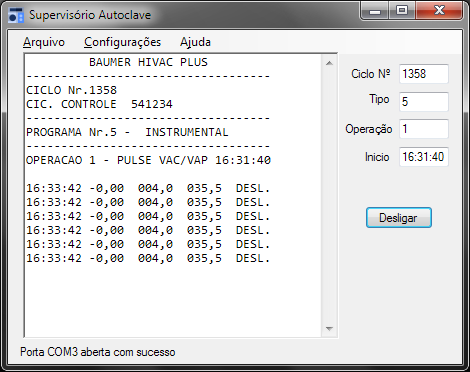 Supervisório Autoclave
Arquivo Configurações Ajuda
BAUMER HIVAC PLUS
-------------------------------
CICLO Nr.1358
CIC. CONTROLE  541234
-------------------------------
PROGRAMA Nr.5 -  INSTRUMENTAL
-------------------------------
OPERACAO 1 - PULSE VAC/VAP 16:31:40
16:33:42 -0,00  004,0  035,5  DESL.
16:33:42 -0,00  004,0  035,5  DESL.
16:33:42 -0,00  004,0  035,5  DESL.
16:33:42 -0,00  004,0  035,5  DESL.
16:33:42 -0,00  004,0  035,5  DESL.
16:33:42 -0,00  004,0  035,5  DESL.
Ciclo Nº 1358
Tipo 5
Operação 1
Inicio 16:31:40
Desligar
Porta COM3 aberta com sucesso